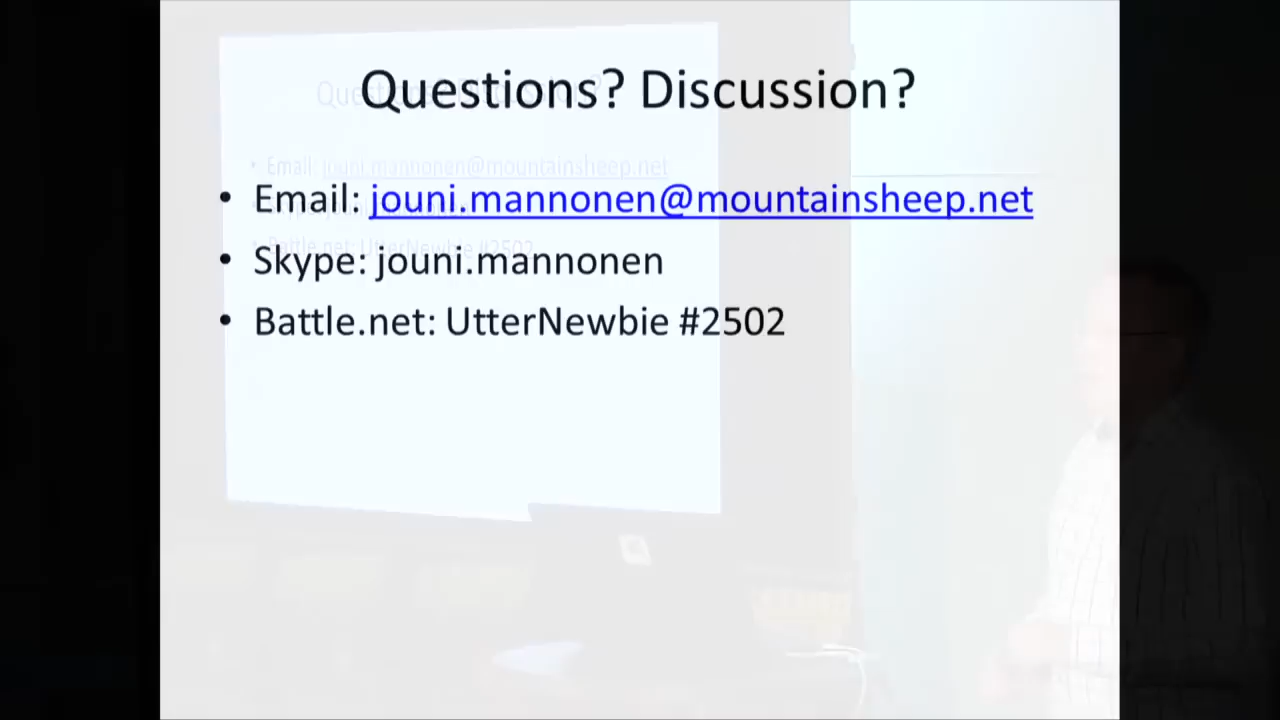 Questions? Discussion?
• Email: jouni.mannonen@mountainsheep.net
• Skype: jouni.mannonen
• Battle.net: UtterNewbie #2502